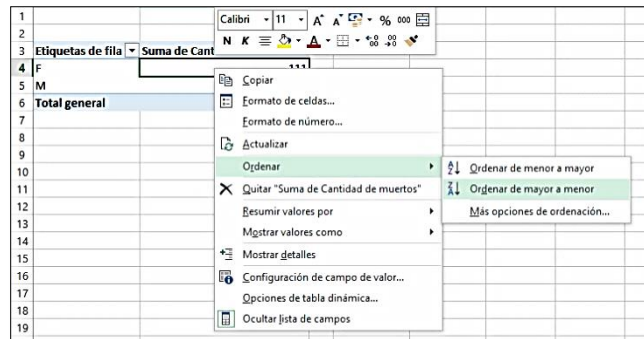 1
Calibri 11 A A % 000
2
N K A
3 Etiquetas de fila Suma de Cant
4 F 111
5 M
6 Total general
7
8
9
10
11
12
13
14
15
16
17
18
19
Copiar
Formato de celdas...
Formato de número...
Actualizar
Ordenar
Quitar "Suma de Cantidad de muertos"
Resumir valores por
Mostrar valores como
Mostrar detalles
Configuración de campo de valor...
Opciones de tabla dinámica...
Ocultar lista de campos
Ordenar de menor a mayor
Ordenar de mayor a menor
Más opciones de ordenación...